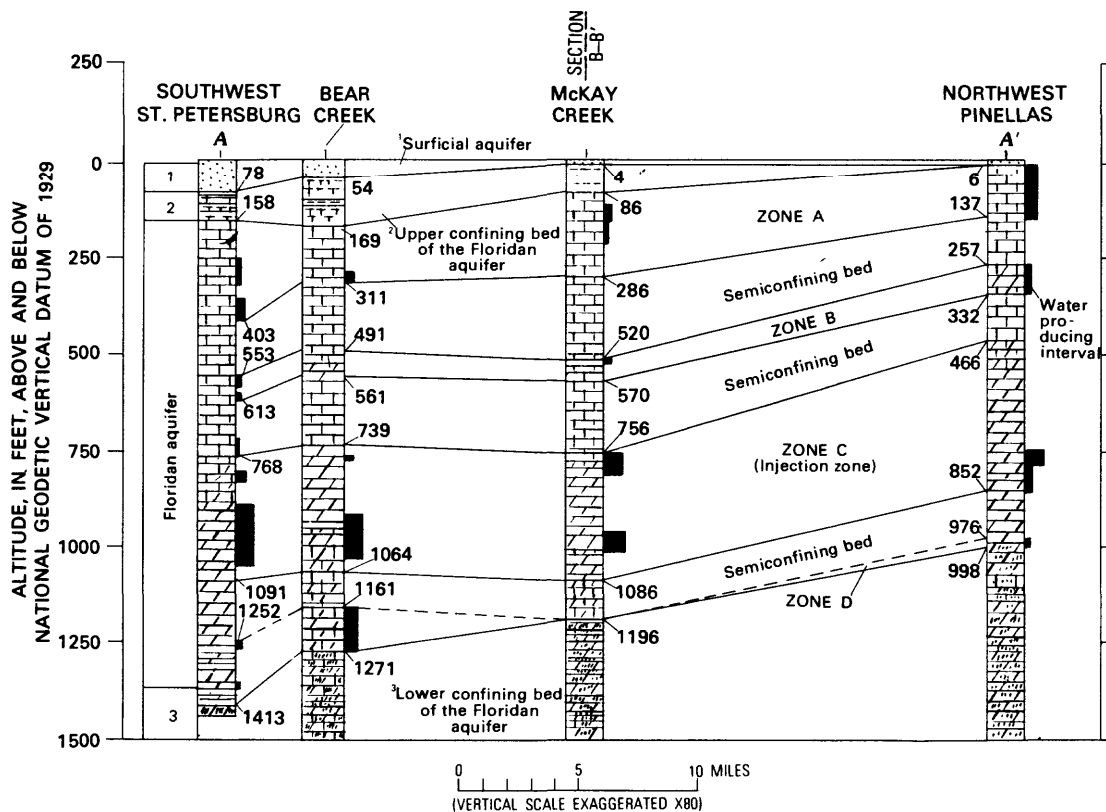 SECTION
B–B'
250
SOUTHWEST
ST. PETERSBURG
A
BEAR
CREEK
McKAY
CREEK
NORTHWEST
PINELLAS
A'
ALTITUDE, IN FEET, ABOVE AND BELOW
NATIONAL GEODETIC VERTICAL DATUM OF 1929
0
250
500
750
1000
1250
1500
1
2
Floridan aquifer
3
78
158
403
553
613
768
1091
1252
1413
54
169
311
491
561
739
1064
1161
1271
¹Surficial aquifer
²Upper confining bed
of the Floridan
aquifer
³Lower confining bed
of the Floridan
aquifer
4
86
286
520
570
756
1086
1196
ZONE A
Semiconfining bed
ZONE B
Semiconfining bed
ZONE C
(Injection zone)
Semiconfining bed
ZONE D
6
137
257
332
466
852
976
998
Water
pro-
ducing
interval
0 5 10 MILES
(VERTICAL SCALE EXAGGERATED X80)